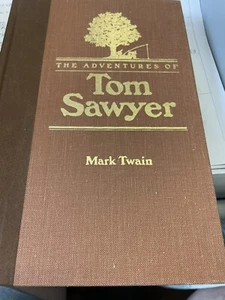 THE ADVENTURES OF
Tom
Sawyer
Mark Twain